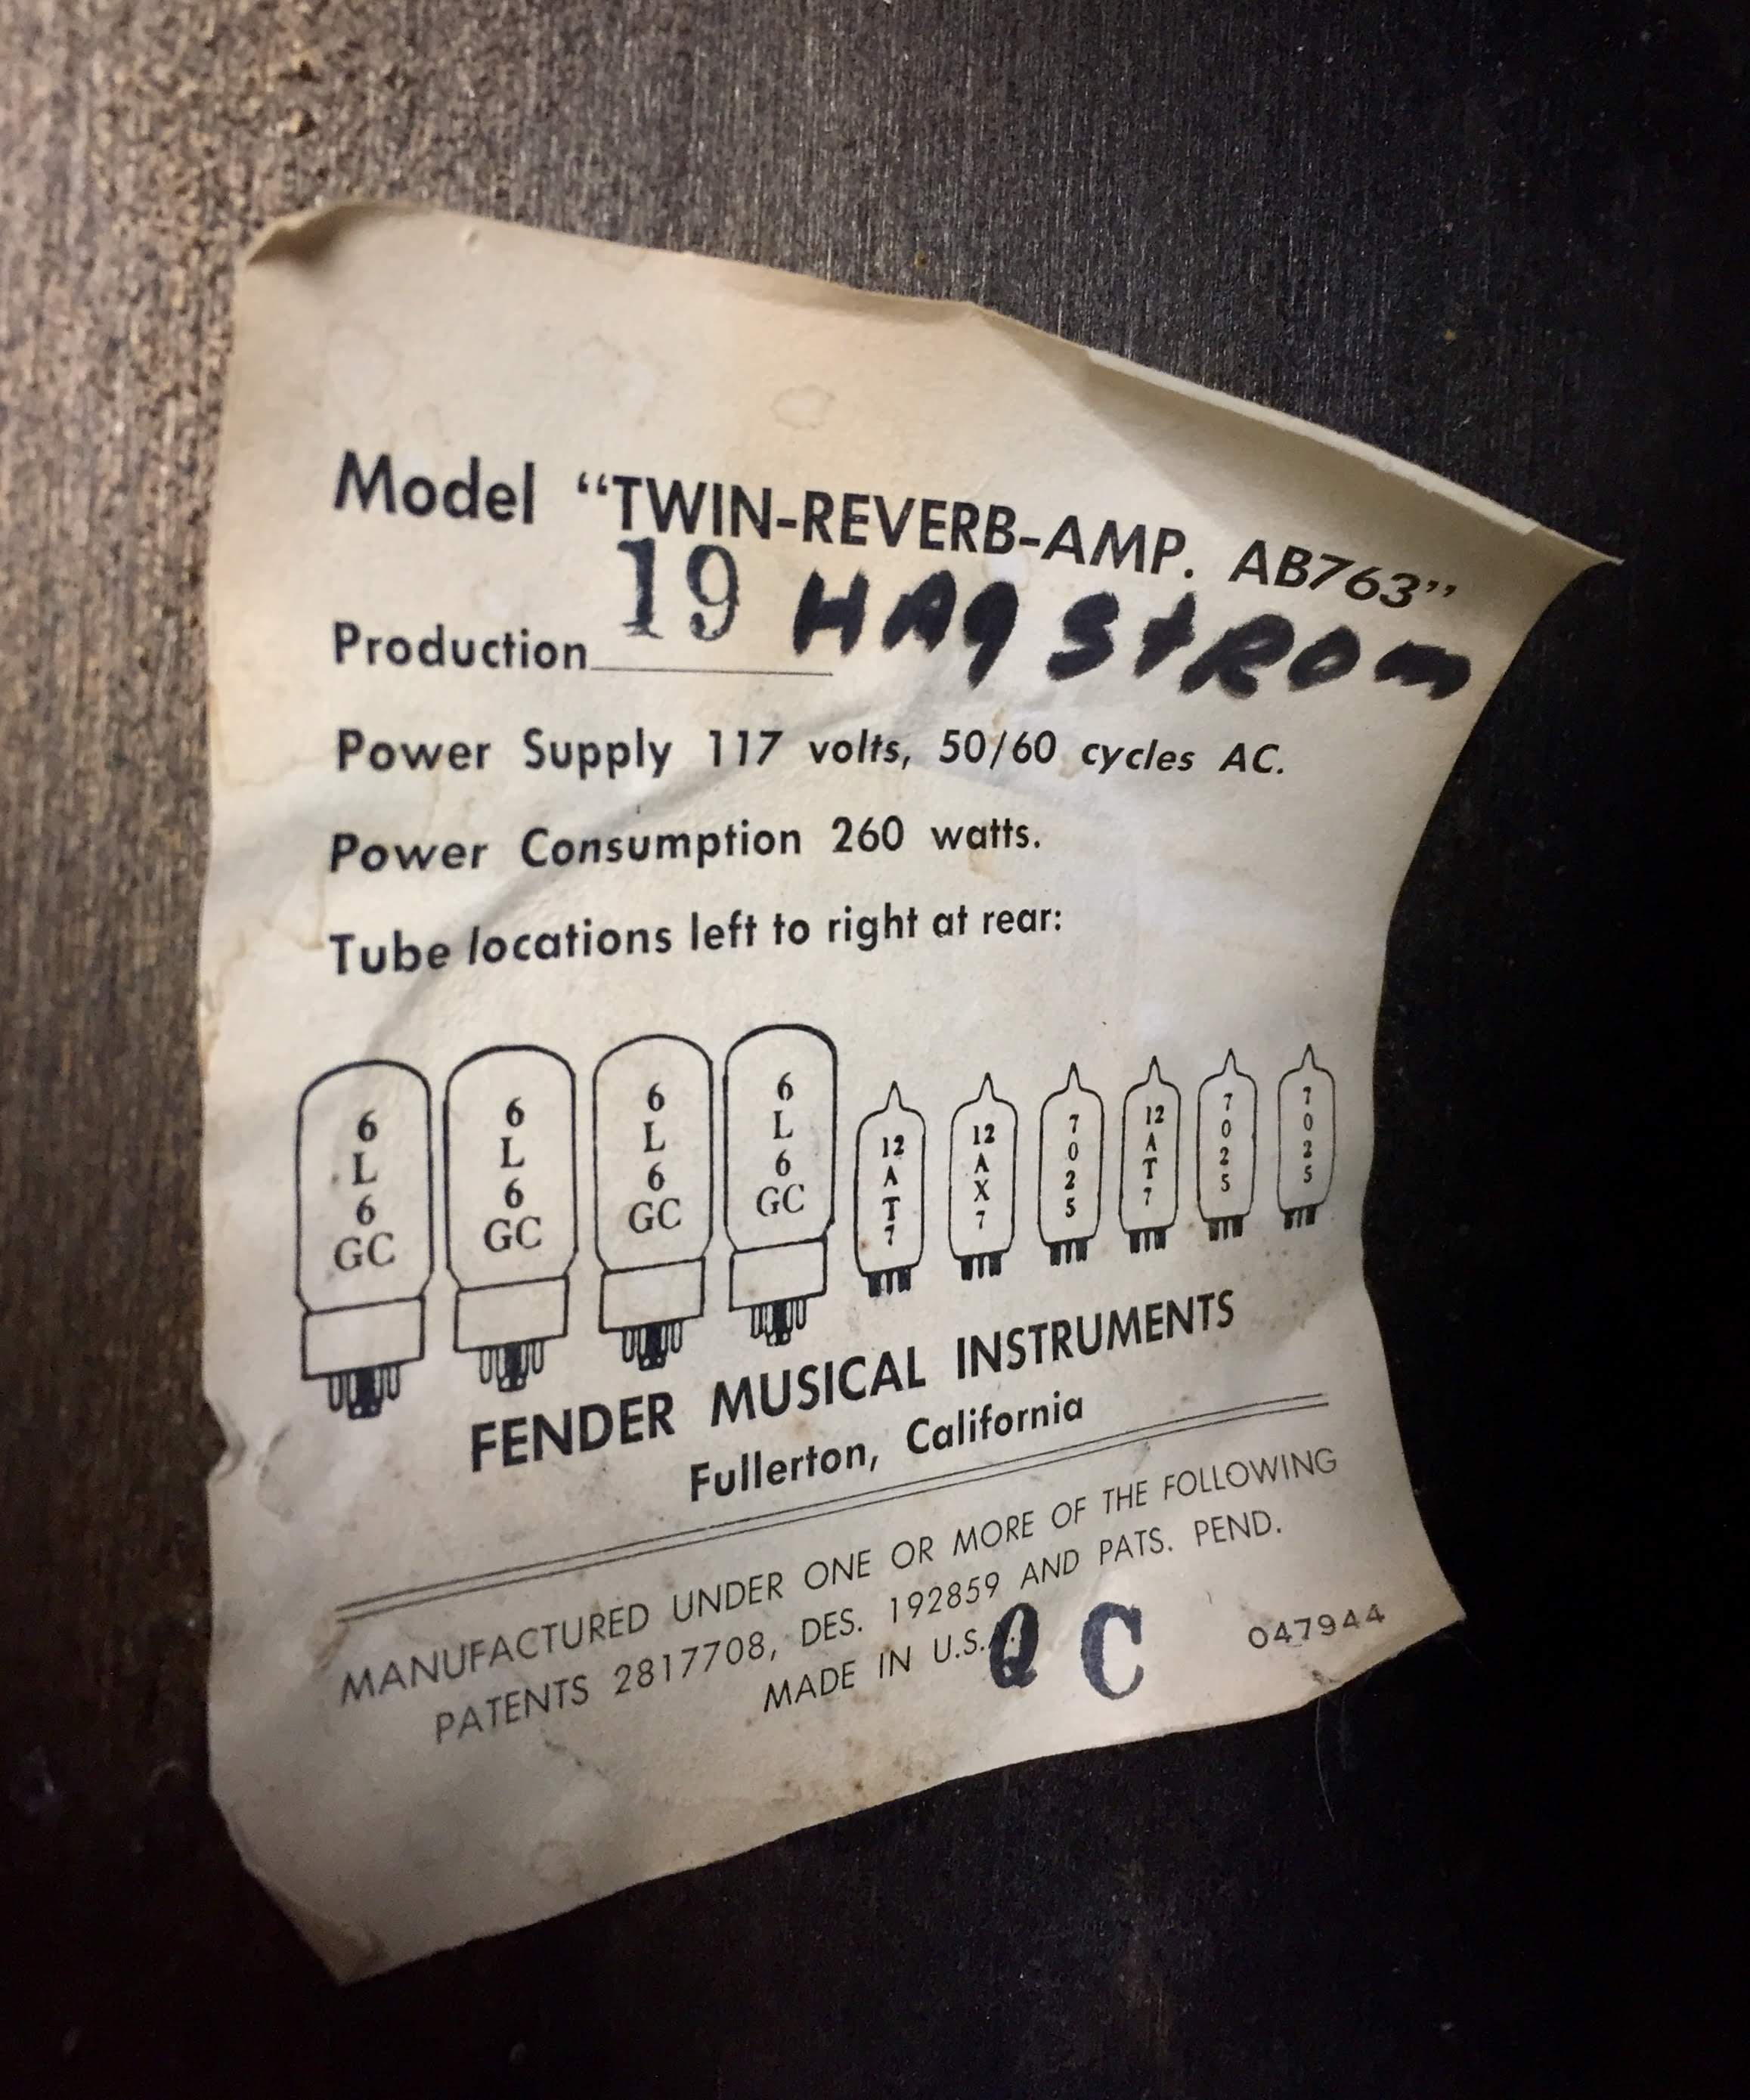 Model “TWIN-REVERB-AMP. AB763”
Production 19 HAgStROm
Power Supply 117 volts, 50/60 cycles AC.
Power Consumption 260 watts.
Tube locations left to right at rear:
6L6GC 6L6GC 6L6GC 6L6GC 12AT7 12AX7 7025 12AT7 7025 7025
FENDER MUSICAL INSTRUMENTS
Fullerton, California
MANUFACTURED UNDER ONE OR MORE OF THE FOLLOWING
PATENTS 2817708, DES. 192859 AND PATS. PEND.
MADE IN U.S.A. QC 047944